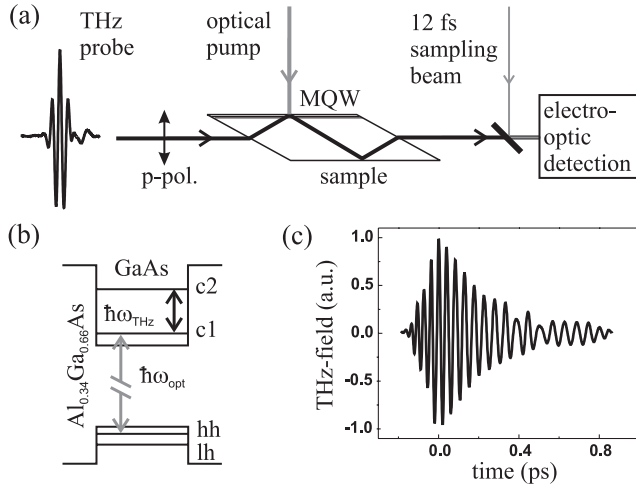 (a)
THz
probe
optical
pump
12 fs
sampling
beam
MQW
electro-
optic
detection
p-pol.
sample
(b)
GaAs
c2
ħω_THz
c1
Al0.34Ga0.66As
ħω_opt
hh
lh
(c)
1.0
0.5
0.0
-0.5
-1.0
THz-field (a.u.)
0.0 0.4 0.8
time (ps)